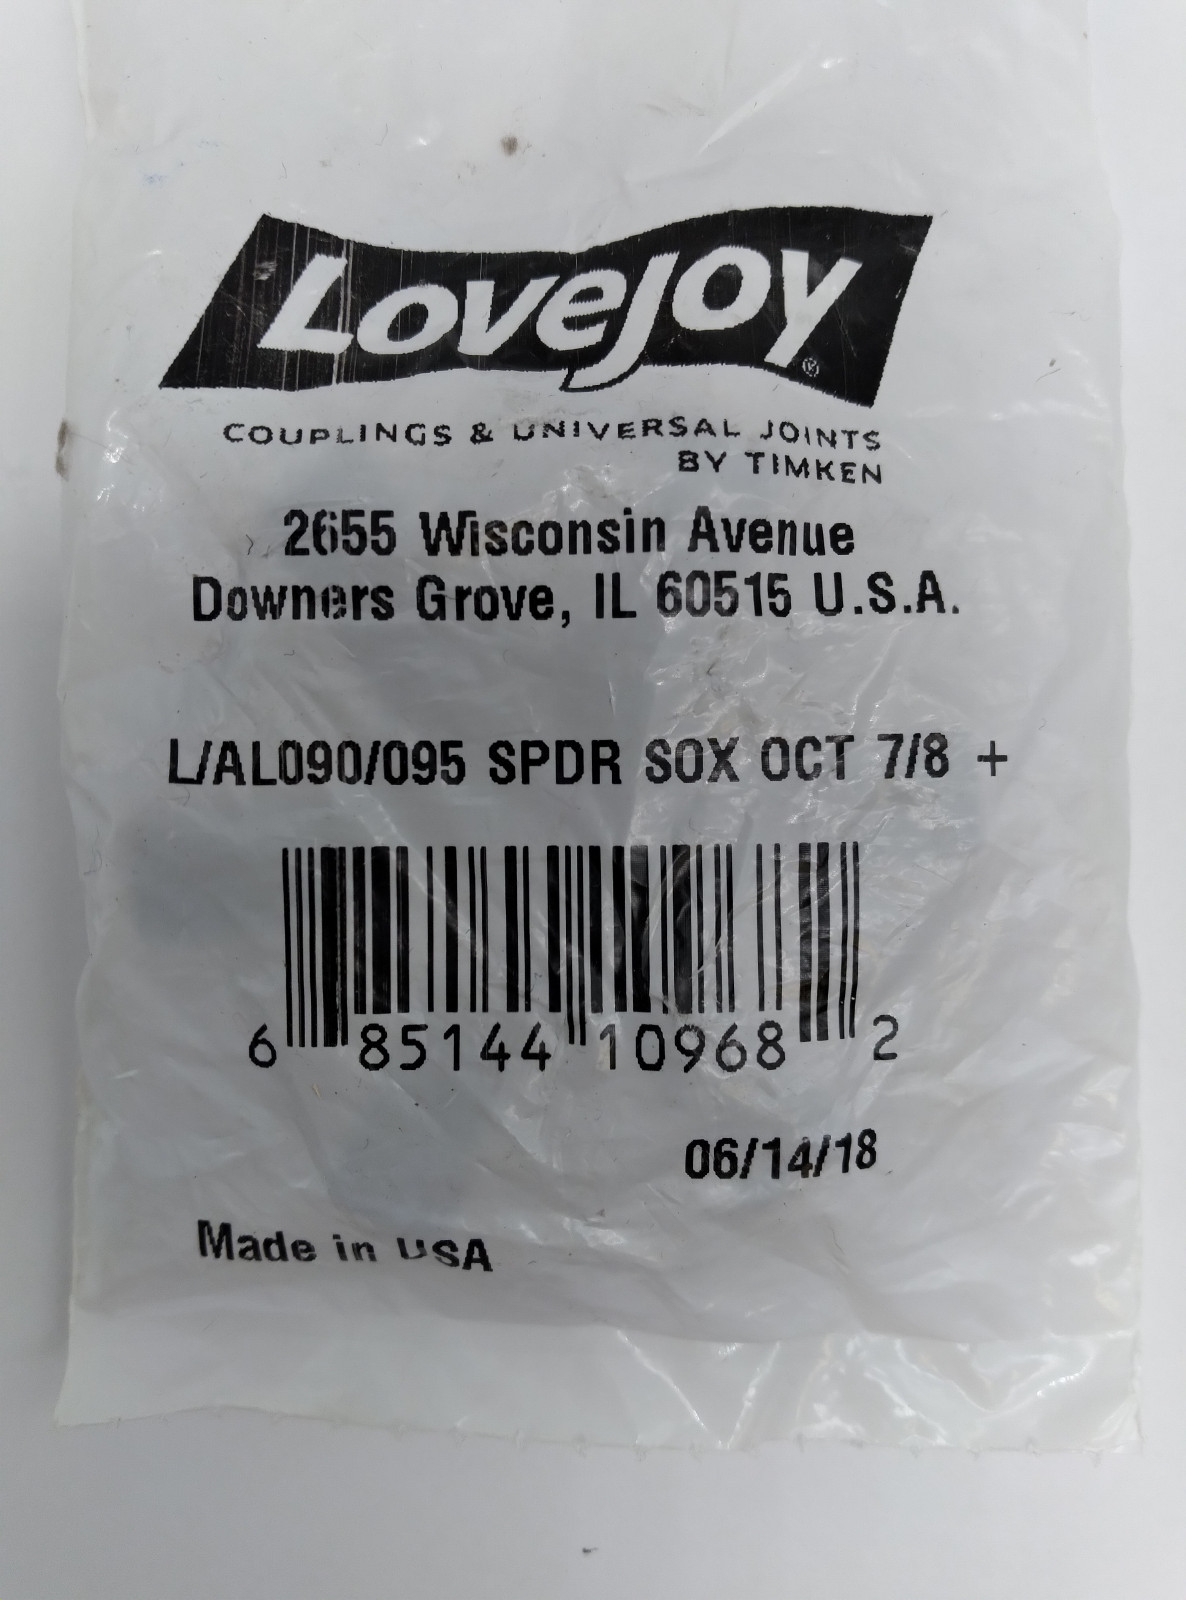 Lovejoy®
COUPLINGS & UNIVERSAL JOINTS
BY TIMKEN
2655 Wisconsin Avenue
Downers Grove, IL 60515 U.S.A.
L/AL090/095 SPDR SOX OCT 7/8 +
6 85144 10968 2
06/14/18
Made in USA